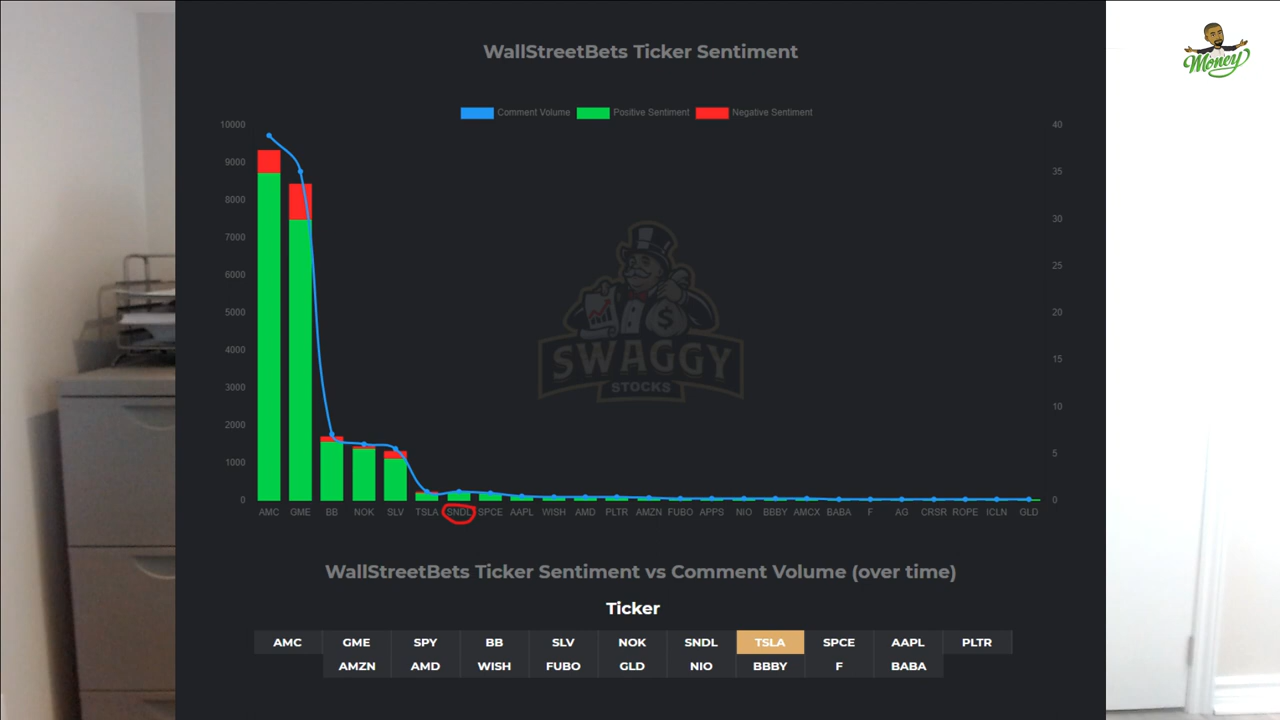 Money
WallStreetBets Ticker Sentiment
Comment Volume Positive Sentiment Negative Sentiment
10000 40
9000 35
8000 30
7000 25
6000 20
5000 15
4000 10
3000 5
2000 0
1000
0
SWAGGY
STOCKS
AMC GME BB NOK SLV TSLA SNDL SPCE AAPL WISH AMD PLTR AMZN FUBO APPS NIO BBBY AMCX BABA F AG CRSR ROPE ICLN GLD
WallStreetBets Ticker Sentiment vs Comment Volume (over time)
Ticker
AMC GME SPY BB SLV NOK SNDL TSLA SPCE AAPL PLTR
AMZN AMD WISH FUBO GLD NIO BBBY F BABA